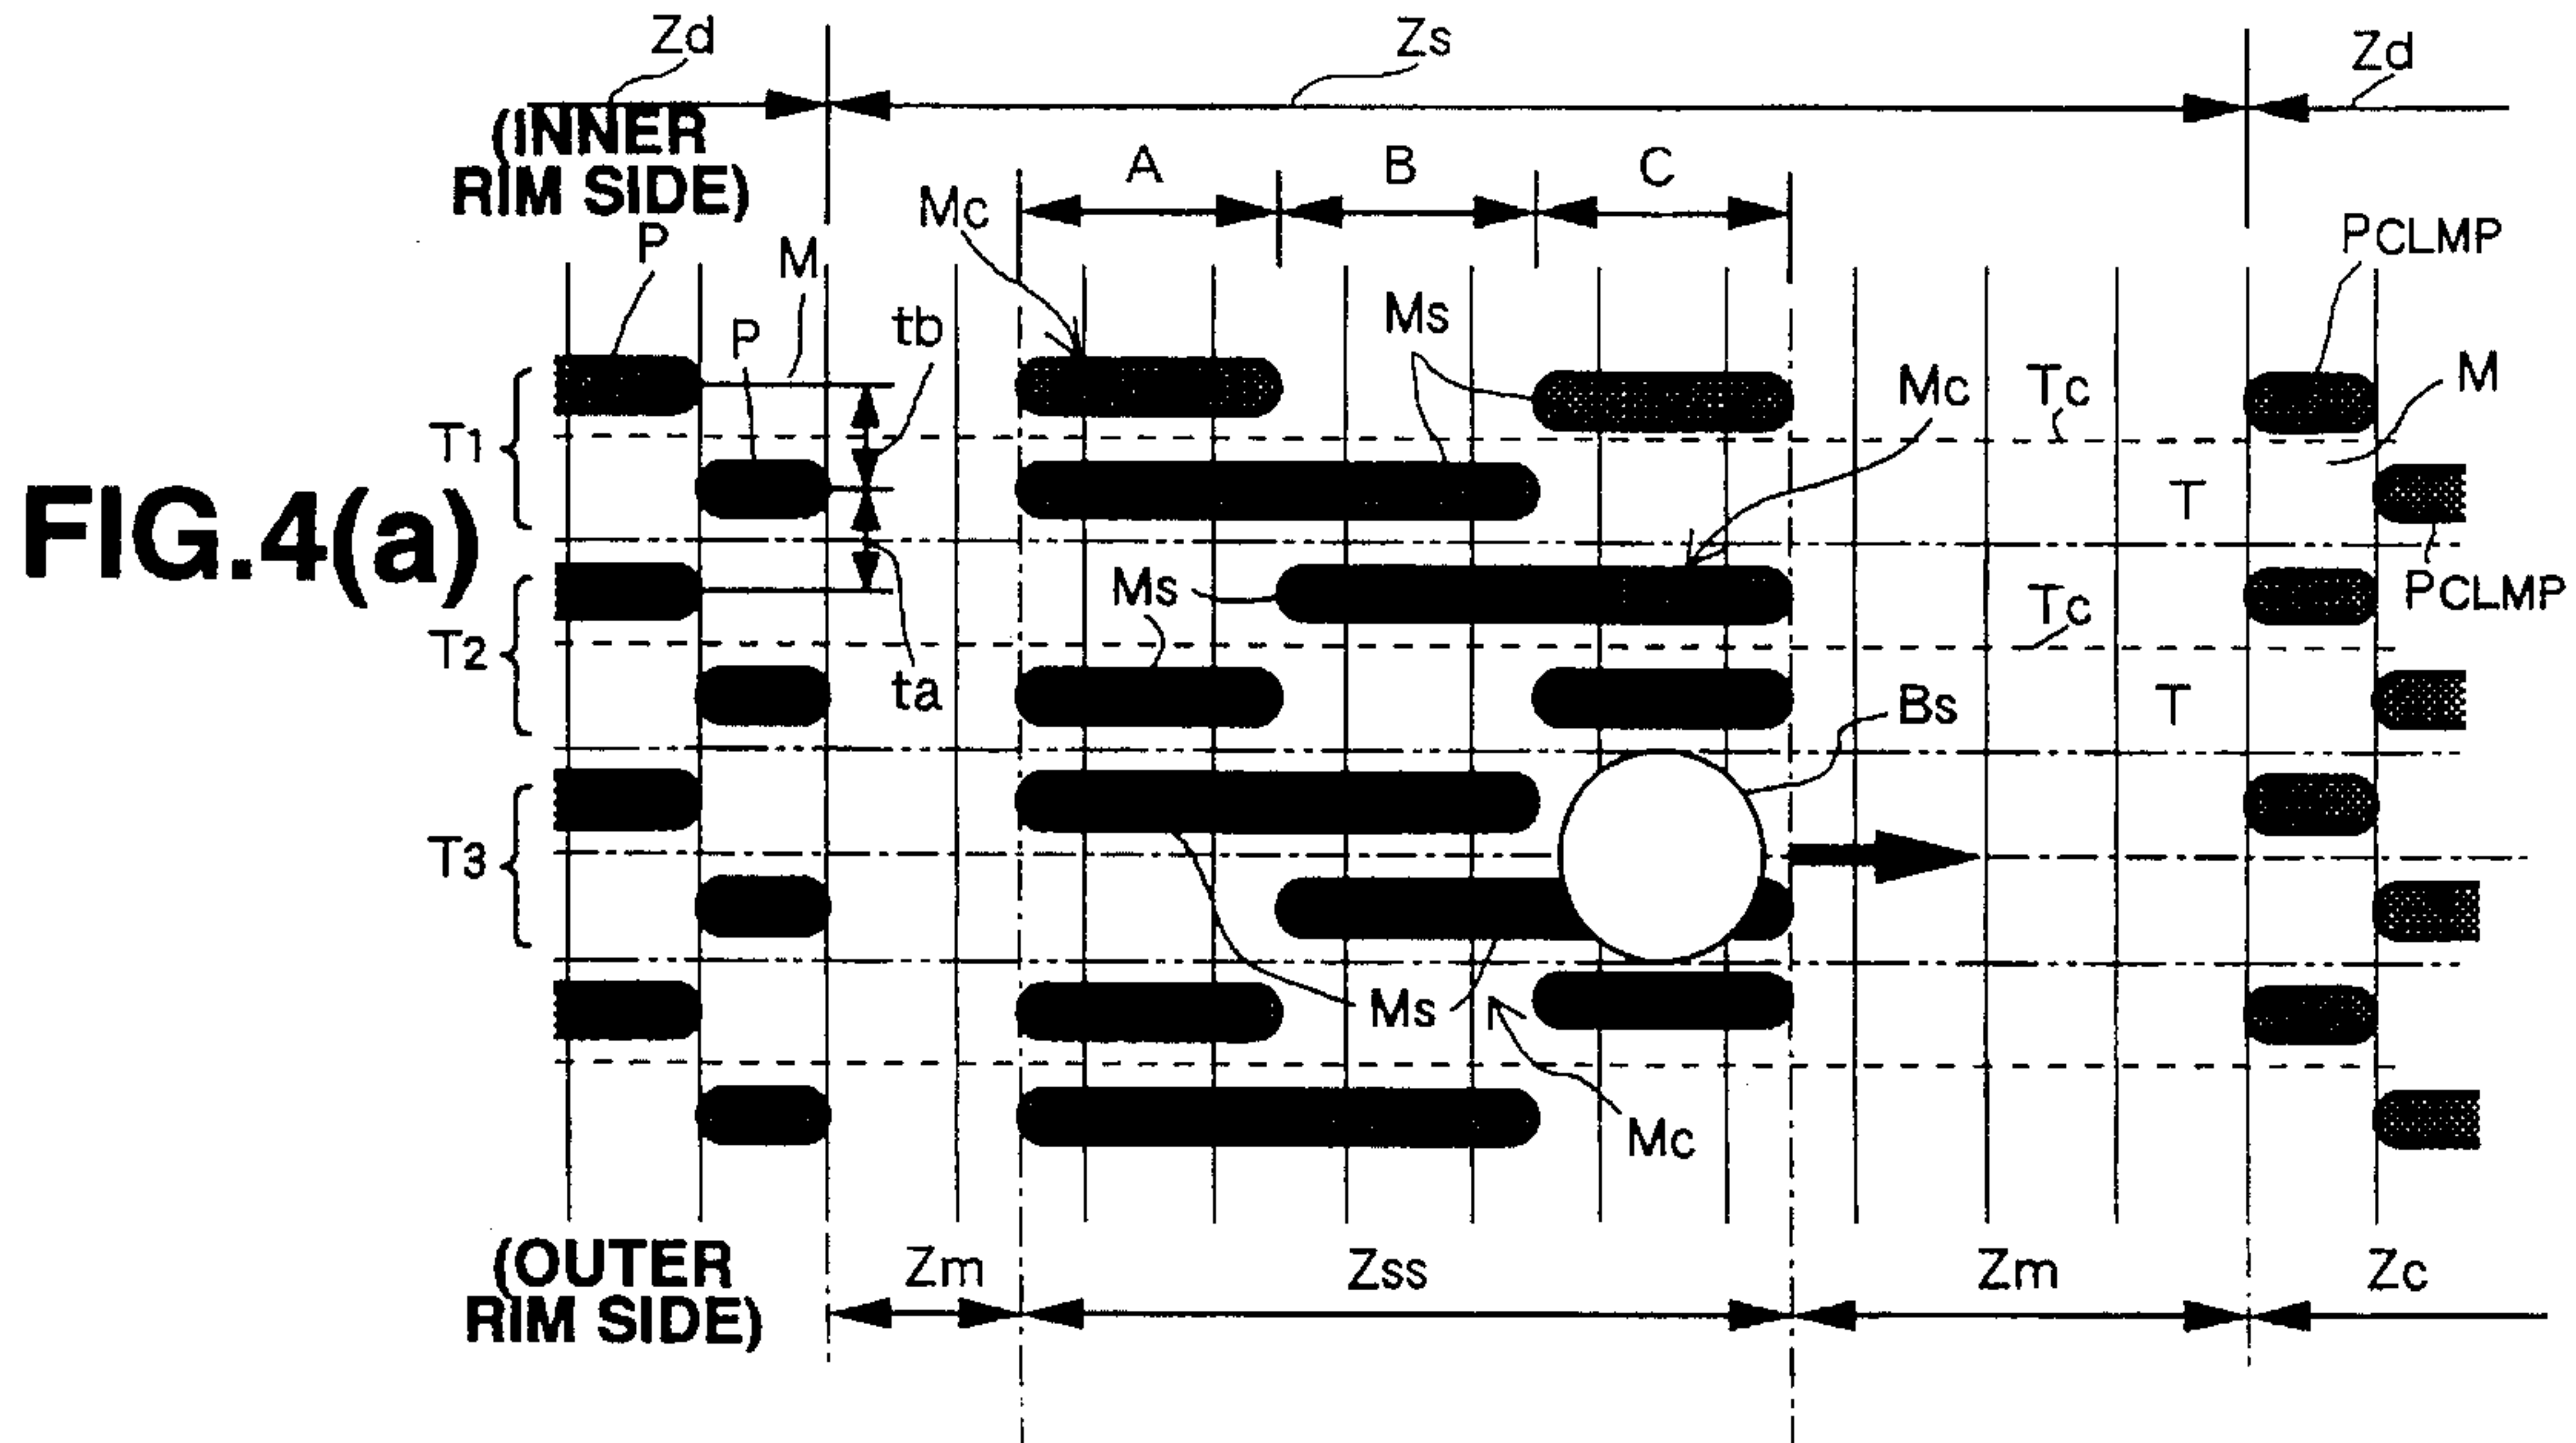 Zd
Zs
Zd
(INNER
RIM SIDE)
A
B
C
Mc
P
M
PCLMP
P
tb
Ms
M
Mc
Tc
T1
T
FIG.4(a)
Ms
Tc
PCLMP
T2
ta
T
Bs
T3
Ms
Mc
(OUTER
RIM SIDE)
Zm
Zss
Zm
Zc